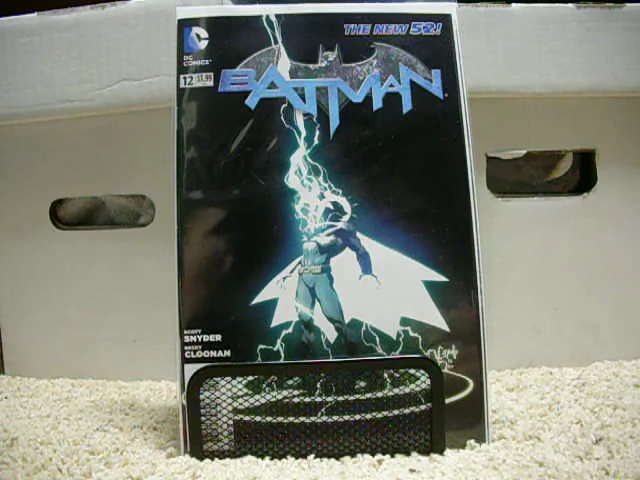 THE NEW 52!
DC
COMICS
12 $3.99
BATMAN
SCOTT
SNYDER
BECKY
CLOONAN